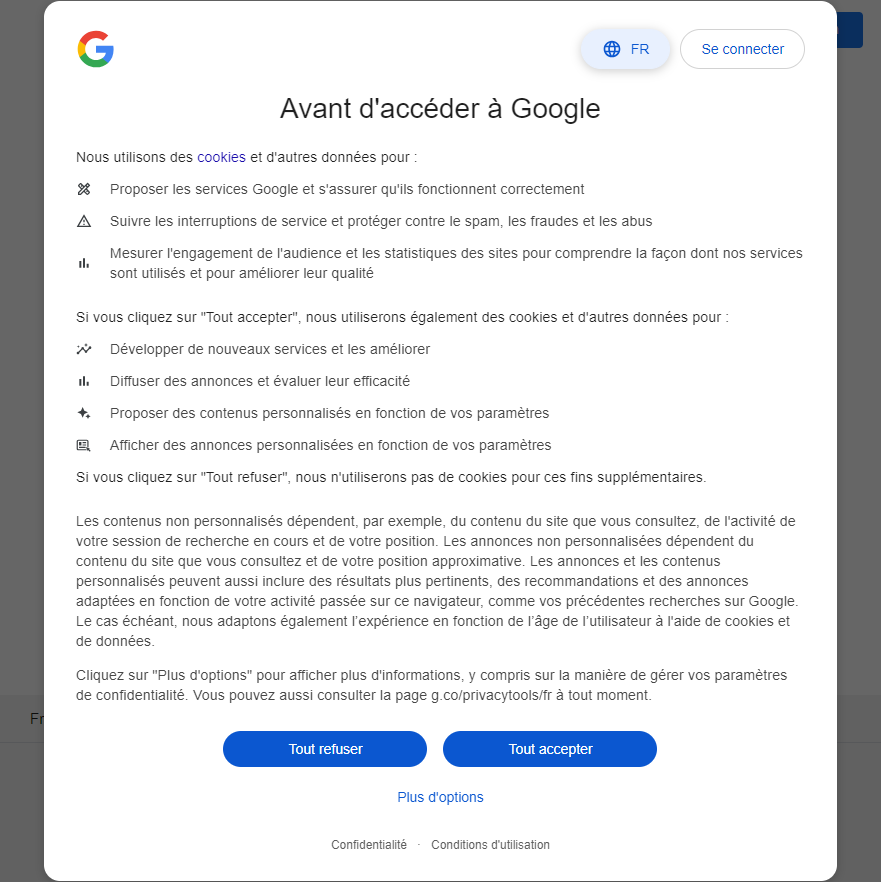 FR
Se connecter
Avant d'accéder à Google
Nous utilisons des cookies et d'autres données pour :
Proposer les services Google et s'assurer qu'ils fonctionnent correctement
Suivre les interruptions de service et protéger contre le spam, les fraudes et les abus
Mesurer l'engagement de l'audience et les statistiques des sites pour comprendre la façon dont nos services
sont utilisés et pour améliorer leur qualité
Si vous cliquez sur "Tout accepter", nous utiliserons également des cookies et d'autres données pour :
Développer de nouveaux services et les améliorer
Diffuser des annonces et évaluer leur efficacité
Proposer des contenus personnalisés en fonction de vos paramètres
Afficher des annonces personnalisées en fonction de vos paramètres
Si vous cliquez sur "Tout refuser", nous n'utiliserons pas de cookies pour ces fins supplémentaires.
Les contenus non personnalisés dépendent, par exemple, du contenu du site que vous consultez, de l'activité de
votre session de recherche en cours et de votre position. Les annonces non personnalisées dépendent du
contenu du site que vous consultez et de votre position approximative. Les annonces et les contenus
personnalisés peuvent aussi inclure des résultats plus pertinents, des recommandations et des annonces
adaptées en fonction de votre activité passée sur ce navigateur, comme vos précédentes recherches sur Google.
Le cas échéant, nous adaptons également l’expérience en fonction de l’âge de l’utilisateur à l'aide de cookies et
de données.
Cliquez sur "Plus d'options" pour afficher plus d'informations, y compris sur la manière de gérer vos paramètres
de confidentialité. Vous pouvez aussi consulter la page g.co/privacytools/fr à tout moment.
Tout refuser
Tout accepter
Plus d'options
Confidentialité · Conditions d'utilisation